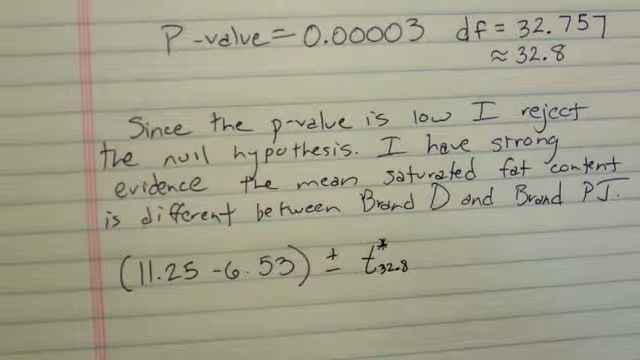 P-value = 0.00003 df = 32.757
≈ 32.8
Since the p-value is low I reject
the null hypothesis. I have strong
evidence the mean saturated fat content
is different between Brand D and Brand PJ.
(11.25 - 6.53) ± t*32.8